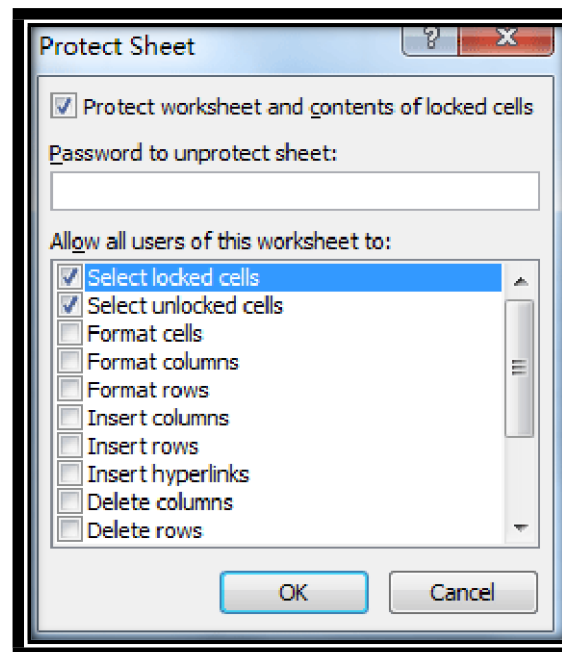 Protect Sheet
Protect worksheet and contents of locked cells
Password to unprotect sheet:
Allow all users of this worksheet to:
Select locked cells
Select unlocked cells
Format cells
Format columns
Format rows
Insert columns
Insert rows
Insert hyperlinks
Delete columns
Delete rows
OK Cancel